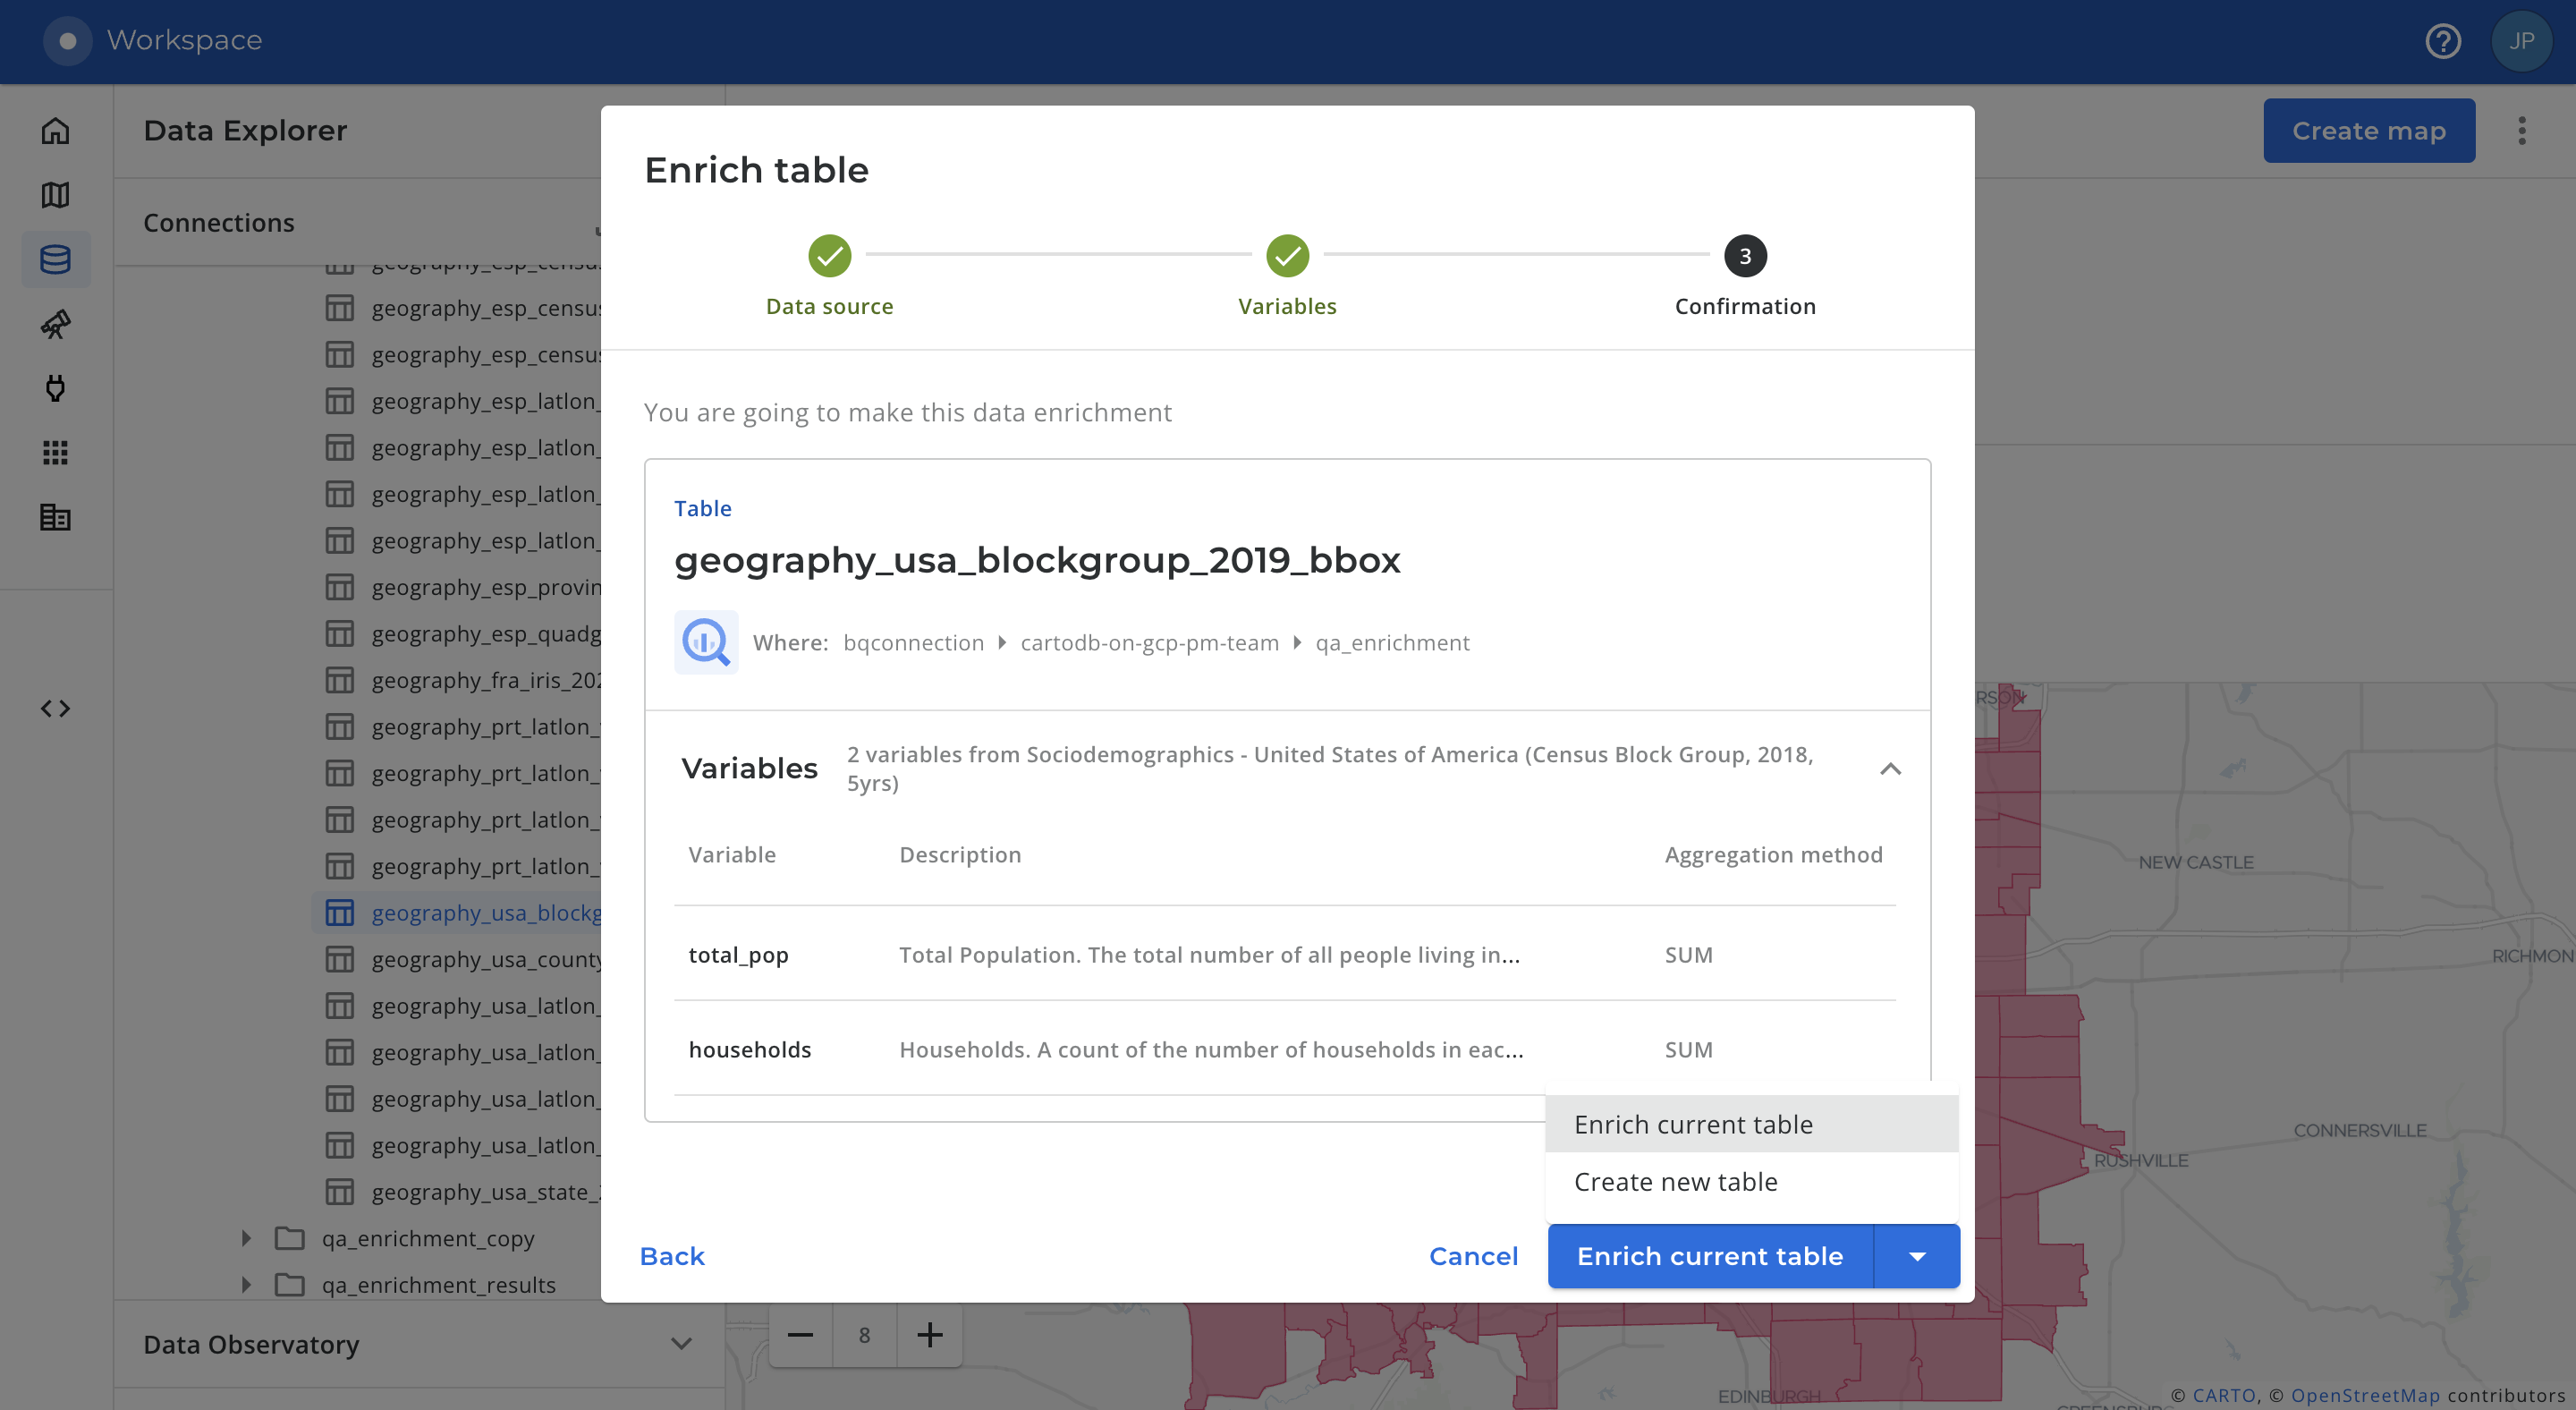 Workspace
JP
Data Explorer
Create map
Connections
geography_esp_census
geography_esp_census
geography_esp_latlon_
geography_esp_latlon_
geography_esp_latlon_
geography_esp_latlon_
geography_esp_provin
geography_esp_quadg
geography_fra_iris_202
geography_prt_latlon_
geography_prt_latlon_
geography_prt_latlon_
geography_prt_latlon_
geography_usa_blockg
geography_usa_county
geography_usa_latlon_
geography_usa_latlon_
geography_usa_latlon_
geography_usa_latlon_
geography_usa_state_2
qa_enrichment_copy
qa_enrichment_results
Data Observatory
Enrich table
Data source
Variables
3
Confirmation
You are going to make this data enrichment
Table
geography_usa_blockgroup_2019_bbox
Where: bqconnection cartodb-on-gcp-pm-team qa_enrichment
Variables
2 variables from Sociodemographics - United States of America (Census Block Group, 2018,
5yrs)
Variable Description Aggregation method
total_pop Total Population. The total number of all people living in... SUM
households Households. A count of the number of households in eac... SUM
Enrich current table
Create new table
Back
Cancel
Enrich current table
8
NEW CASTLE
RICHMON
CONNERSVILLE
RUSHVILLE
EDINBURGH
© CARTO, © OpenStreetMap contributors